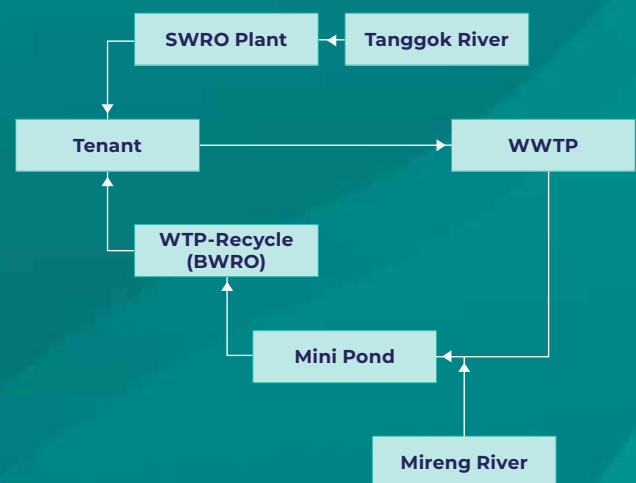 SWRO Plant
Tanggok River
Tenant
WWTP
WTP-Recycle
(BWRO)
Mini Pond
Mireng River